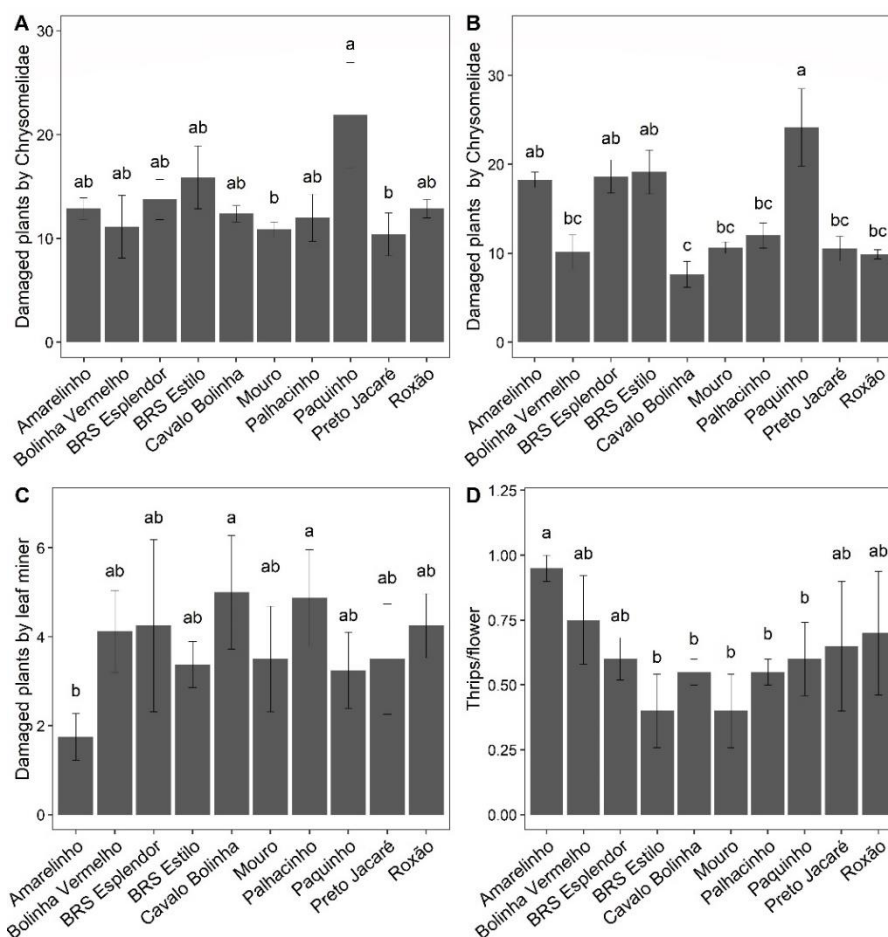 A
Damaged plants by Chrysomelidae
30
20
10
0
ab
ab
ab
ab
ab
b
ab
a
b
ab
Amarelinho
Bolinha Vermelho
BRS Esplendor
BRS Estilo
Cavalo Bolinha
Mouro
Palhacinho
Paquinho
Preto Jacaré
Roxão
B
Damaged plants by Chrysomelidae
30
20
10
0
ab
bc
ab
ab
c
bc
bc
a
bc
bc
Amarelinho
Bolinha Vermelho
BRS Esplendor
BRS Estilo
Cavalo Bolinha
Mouro
Palhacinho
Paquinho
Preto Jacaré
Roxão
C
Damaged plants by leaf miner
6
4
2
0
b
ab
ab
ab
a
ab
a
ab
ab
ab
Amarelinho
Bolinha Vermelho
BRS Esplendor
BRS Estilo
Cavalo Bolinha
Mouro
Palhacinho
Paquinho
Preto Jacaré
Roxão
D
Thrips/flower
1.25
1.00
0.75
0.50
0.25
0.00
a
ab
ab
b
b
b
b
b
ab
ab
Amarelinho
Bolinha Vermelho
BRS Esplendor
BRS Estilo
Cavalo Bolinha
Mouro
Palhacinho
Paquinho
Preto Jacaré
Roxão